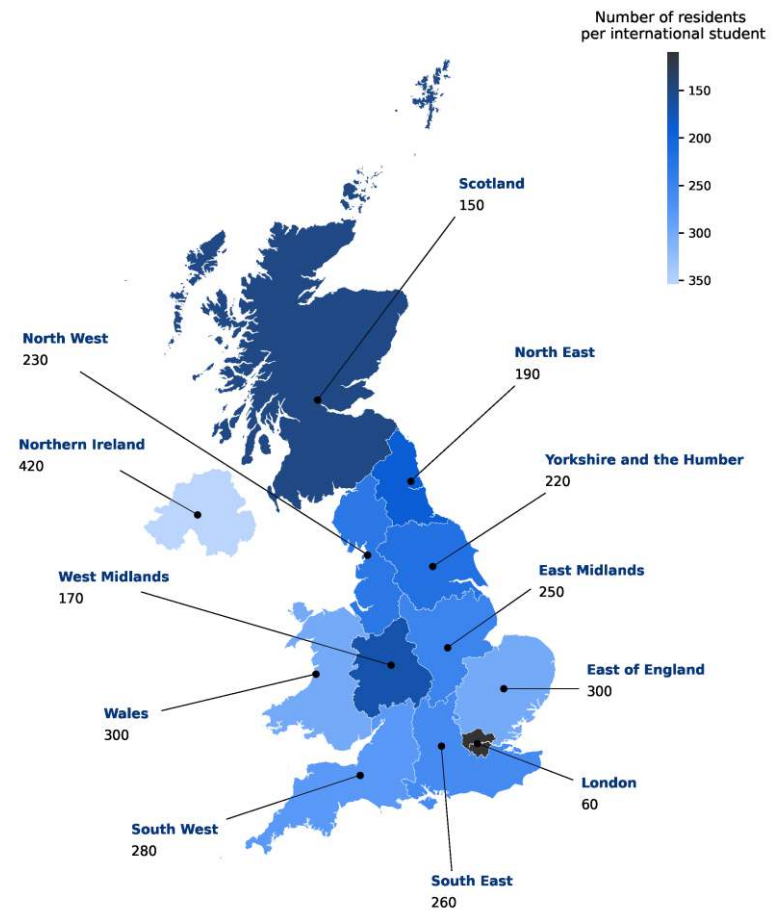 Number of residents
per international student
150
200
250
300
350
Scotland
150
North West
230
North East
190
Northern Ireland
420
Yorkshire and the Humber
220
West Midlands
170
East Midlands
250
East of England
300
Wales
300
London
60
South West
280
South East
260